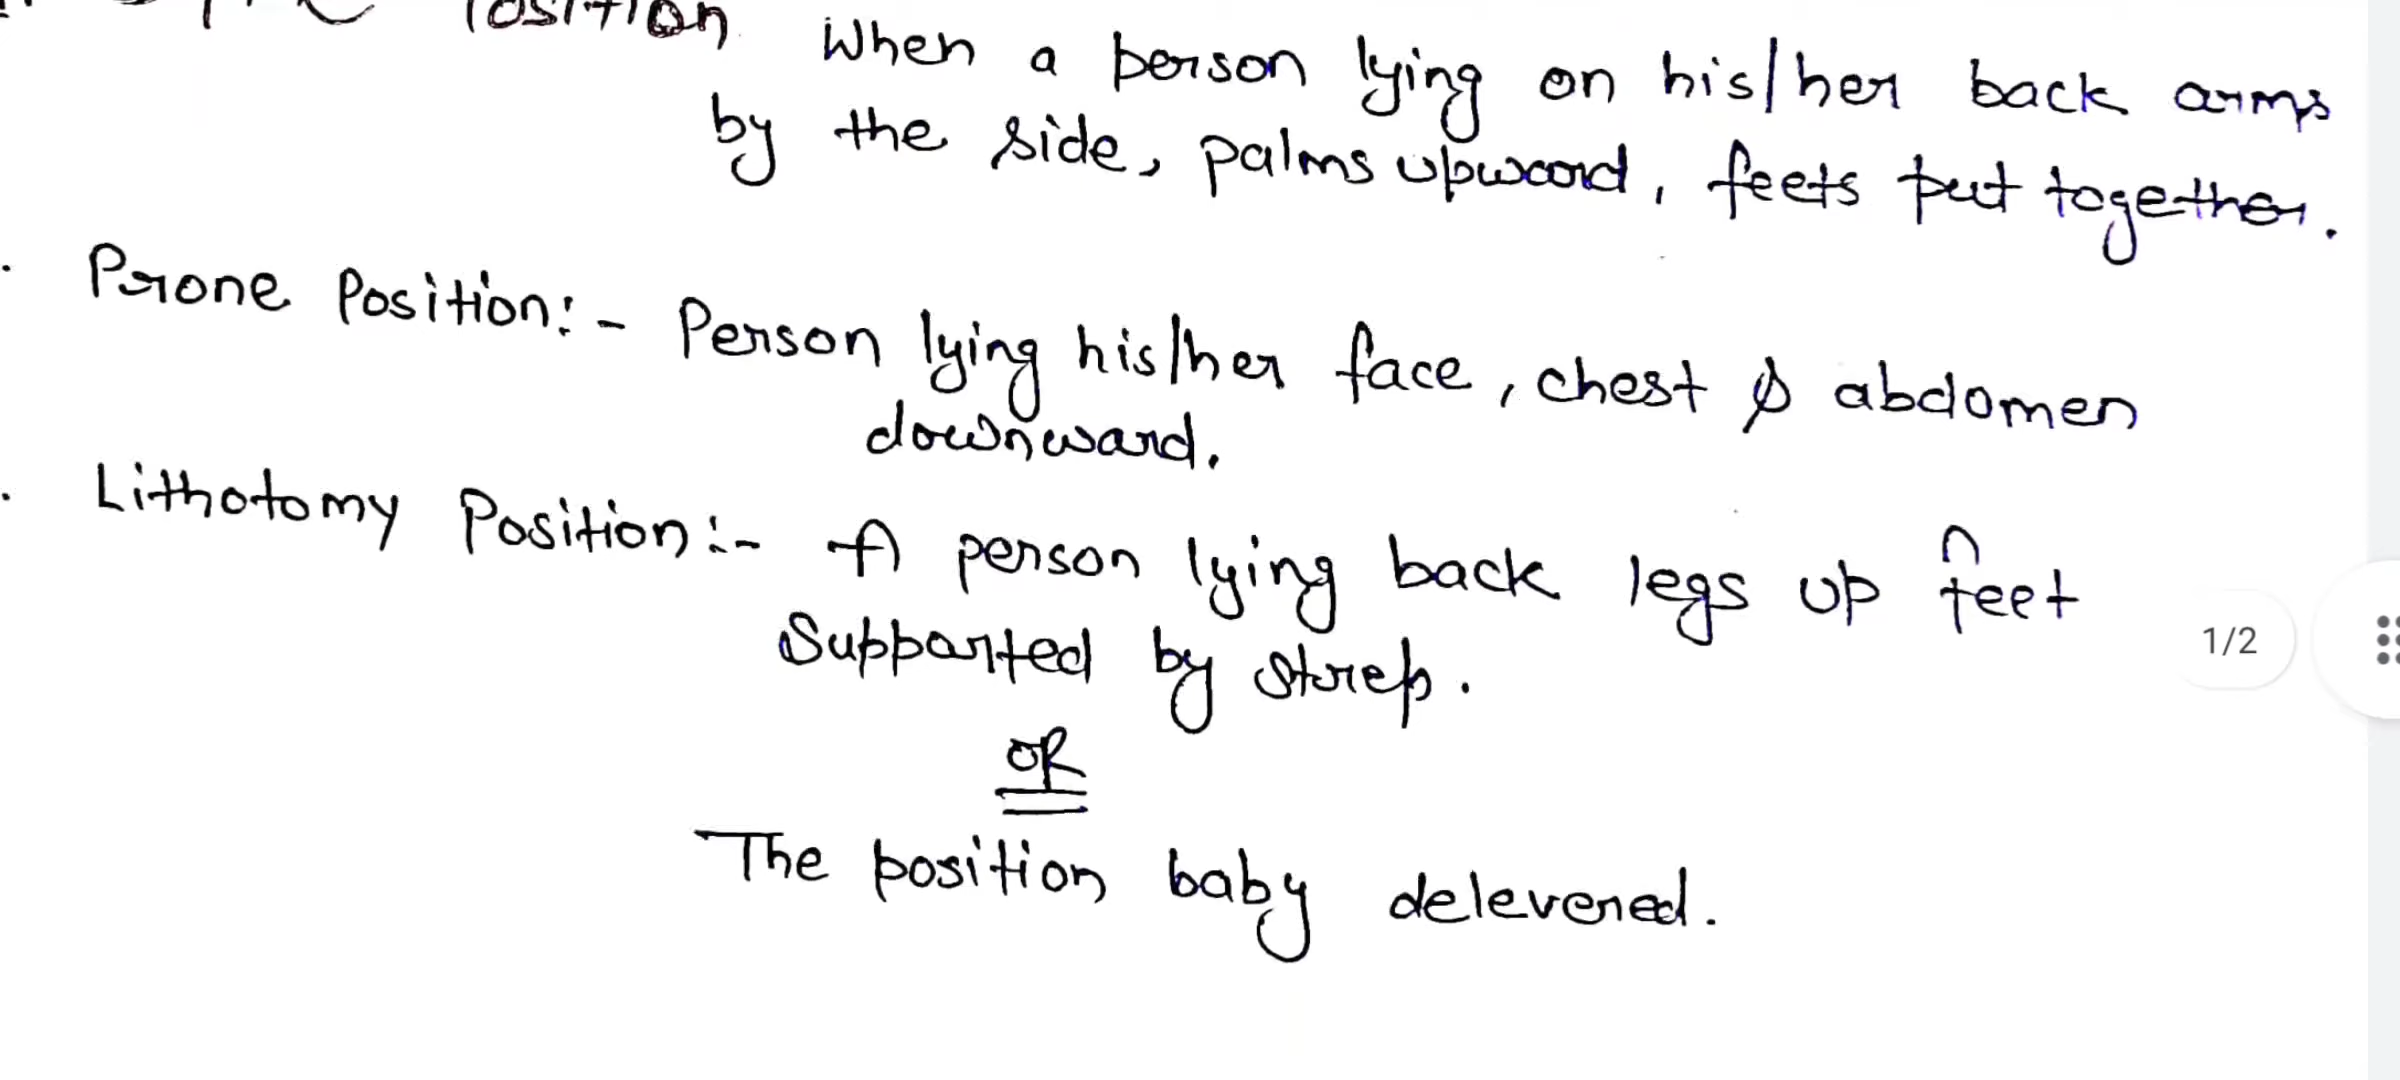 Position When a person lying on his/her back arms
by the side, palms upward, feets put together.
Prone Position:- Person lying his/her face, chest & abdomen
downward.
Lithotomy Position:- A person lying back legs up feet
Supported by strep.
OR
The position baby delevered.
1/2